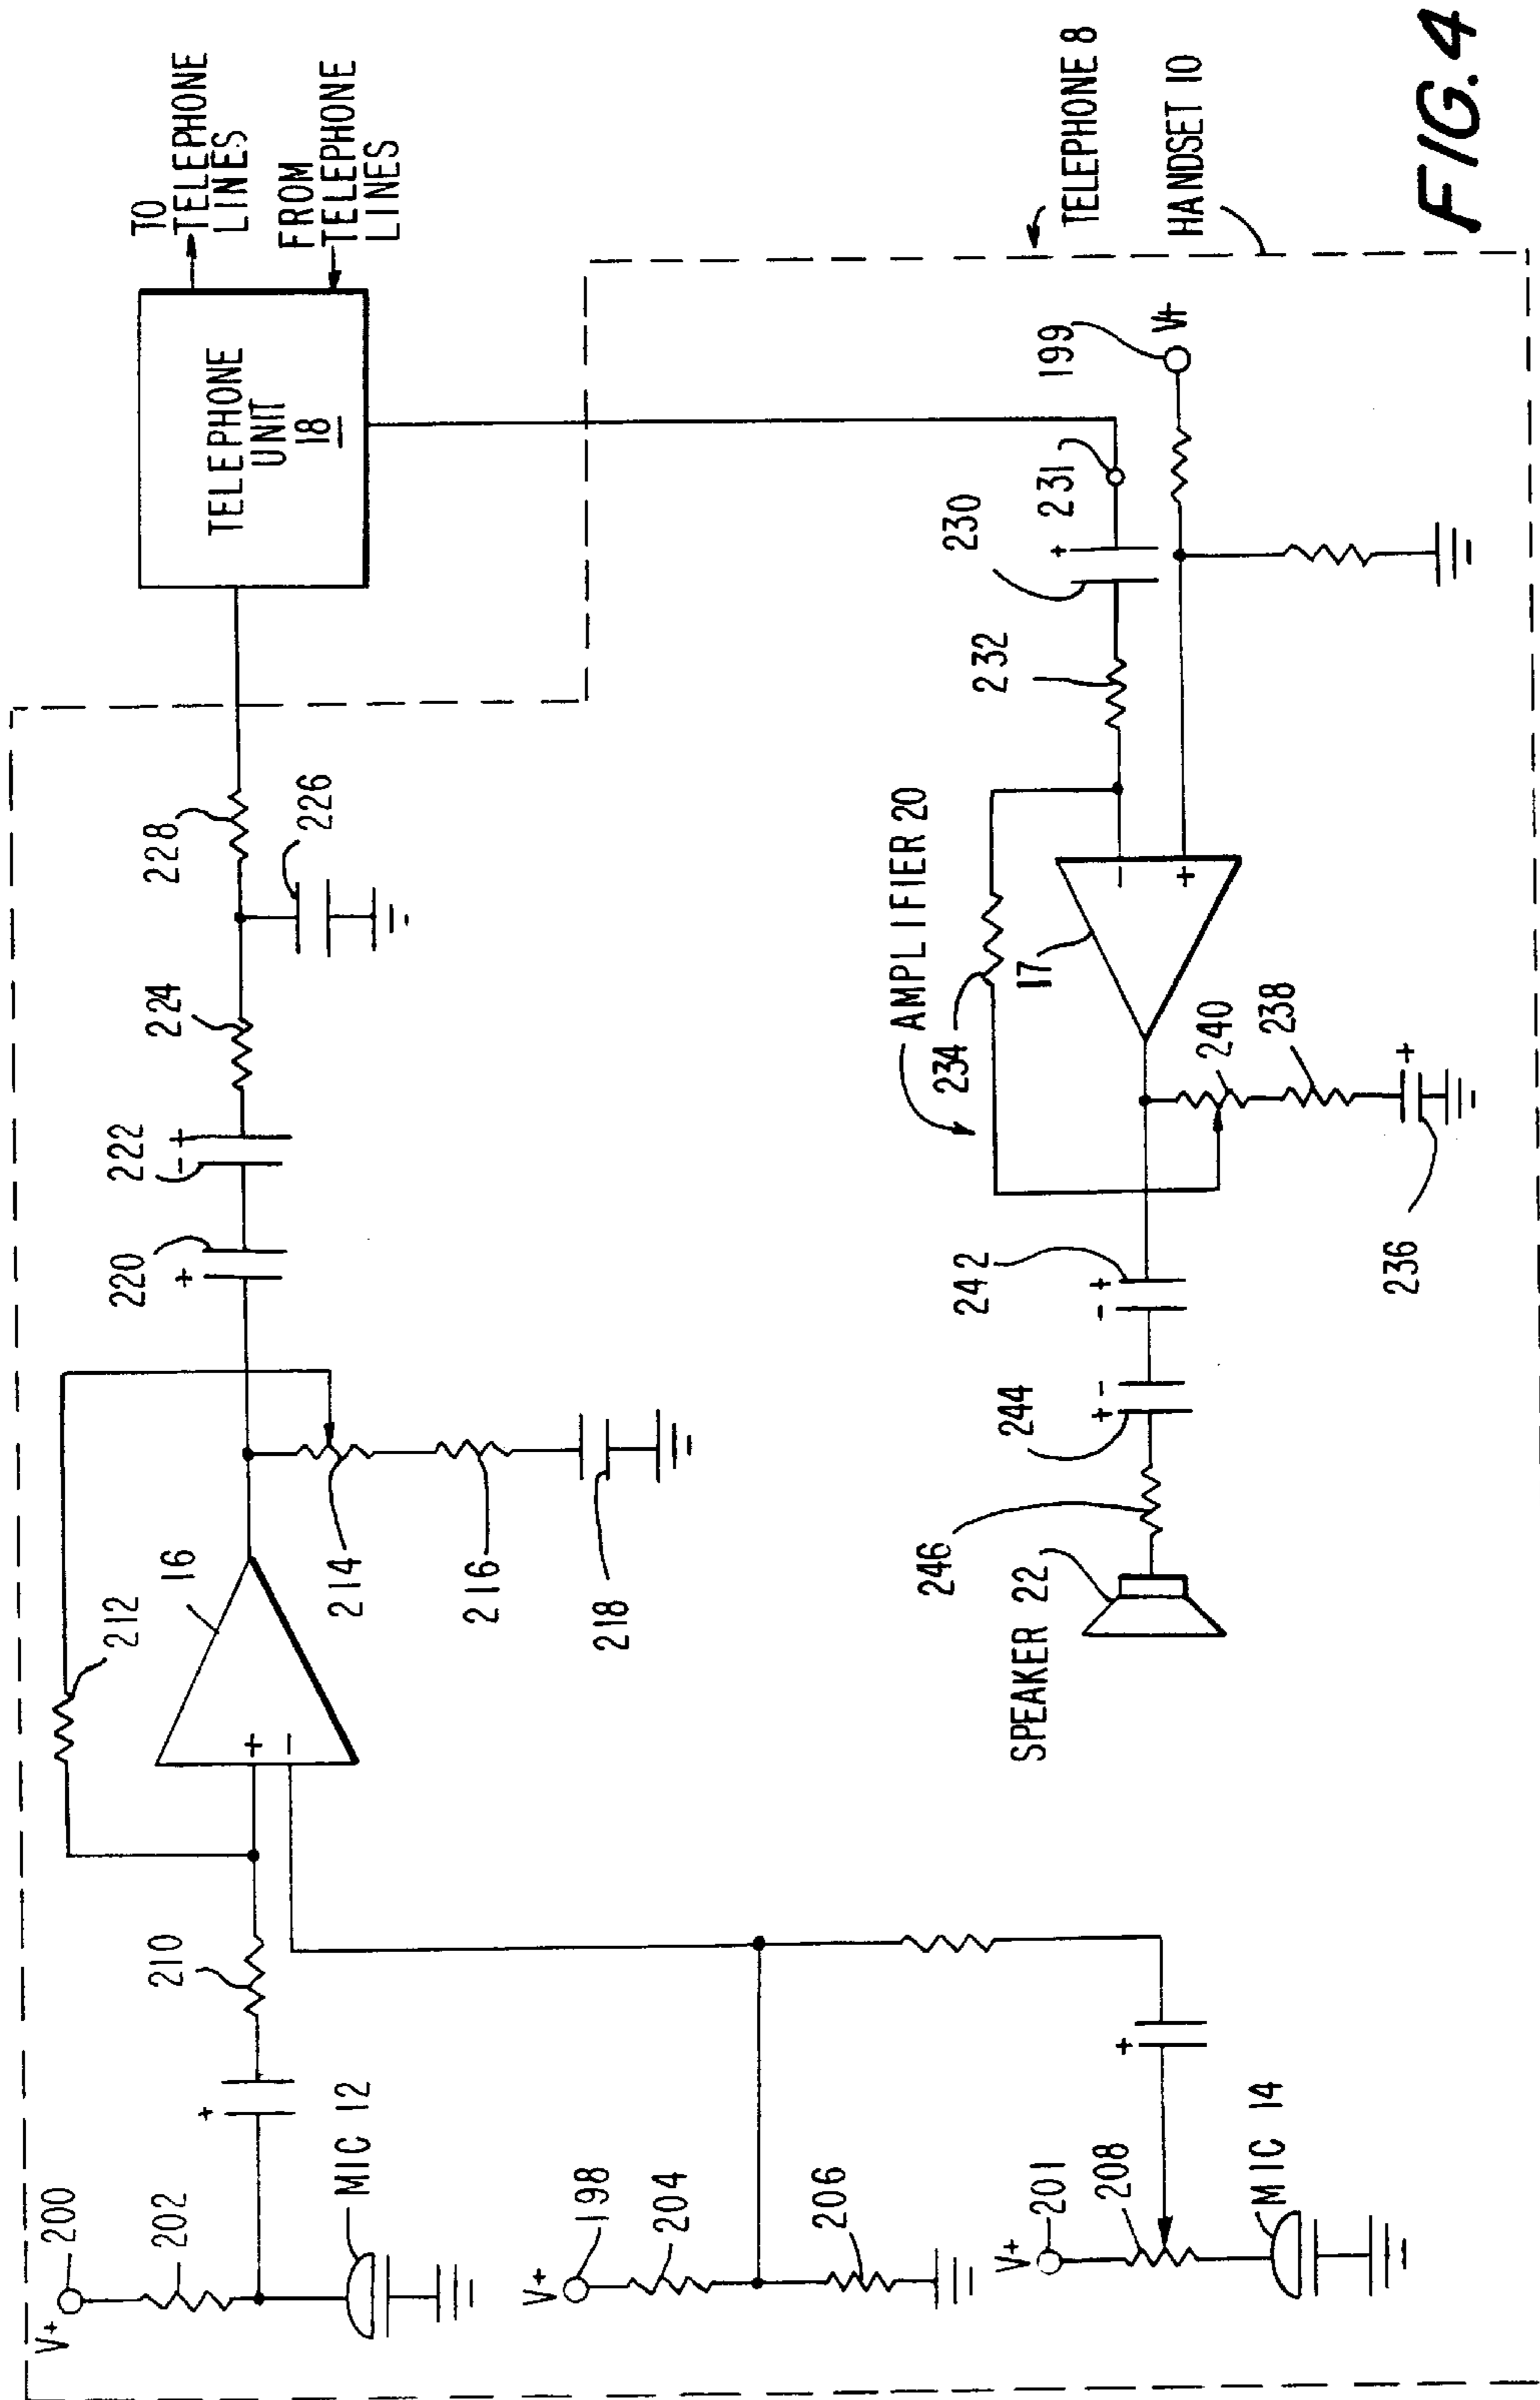 TO
TELEPHONE
LINES
FROM
TELEPHONE
LINES
TELEPHONE
UNIT
18
TELEPHONE 8
HANDSET 10
V+
200
202
MIC 12
+
210
212
16
+
−
214
216
218
+
220
222
− +
224
226
228
V+
198
204
206
V+
201
208
MIC 14
+
SPEAKER 22
246
244
+ −
242
− +
AMPLIFIER 20
234
17
−
+
240
238
236
+
232
230
+
231
199
V+
FIG. 4